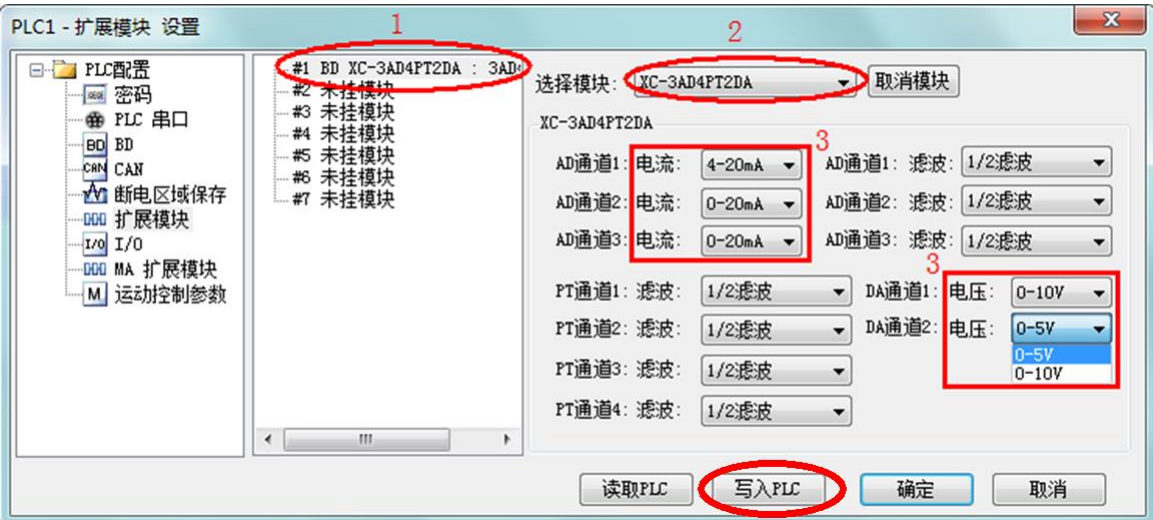 PLC1 - 扩展模块 设置
1
2
PLC配置
密码
PLC 串口
BD BD
CAN CAN
断电区域保存
扩展模块
I/O I/O
MA 扩展模块
M 运动控制参数
#1 BD XC-3AD4PT2DA : 3AD
#2 未挂模块
#3 未挂模块
#4 未挂模块
#5 未挂模块
#6 未挂模块
#7 未挂模块
选择模块: XC-3AD4PT2DA 取消模块
XC-3AD4PT2DA
3
AD通道1: 电流: 4-20mA AD通道1: 滤波: 1/2滤波
AD通道2: 电流: 0-20mA AD通道2: 滤波: 1/2滤波
AD通道3: 电流: 0-20mA AD通道3: 滤波: 1/2滤波
3
PT通道1: 滤波: 1/2滤波 DA通道1: 电压: 0-10V
PT通道2: 滤波: 1/2滤波 DA通道2: 电压: 0-5V
0-5V
PT通道3: 滤波: 1/2滤波 0-10V
PT通道4: 滤波: 1/2滤波
读取PLC 写入PLC 确定 取消